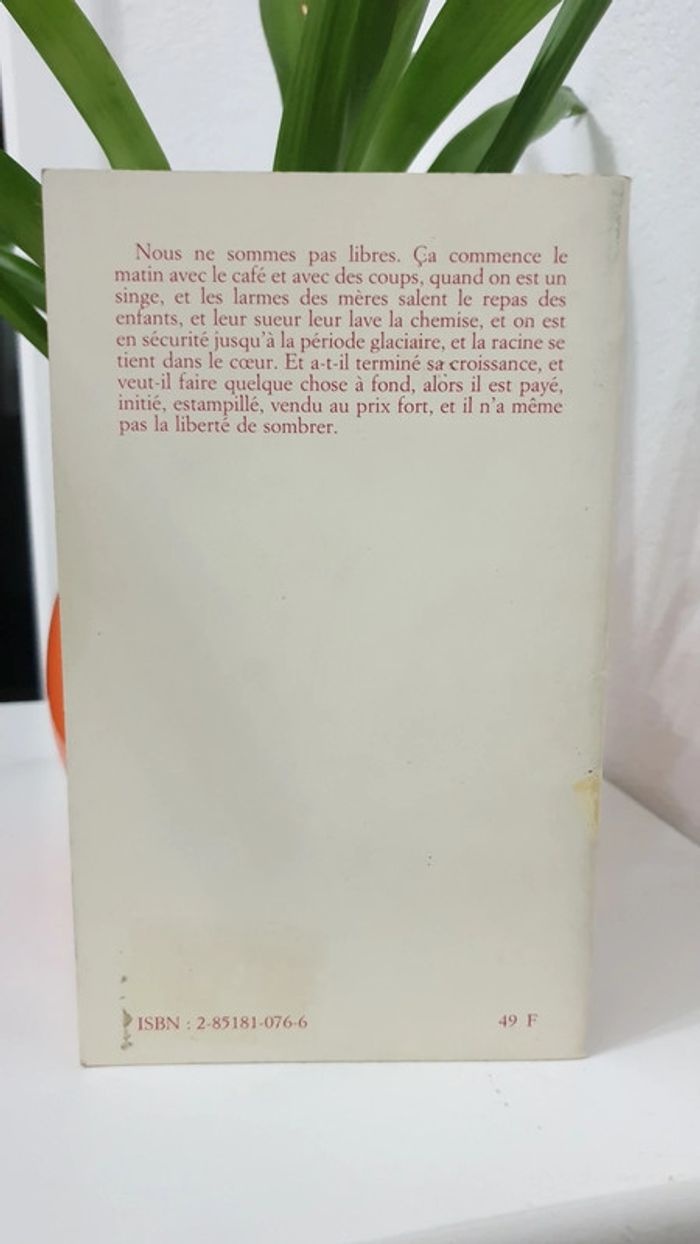 Nous ne sommes pas libres. Ça commence le
matin avec le café et avec des coups, quand on est un
singe, et les larmes des mères salent le repas des
enfants, et leur sueur leur lave la chemise, et on est
en sécurité jusqu'à la période glaciaire, et la racine se
tient dans le cœur. Et a-t-il terminé sa croissance, et
veut-il faire quelque chose à fond, alors il est payé,
initié, estampillé, vendu au prix fort, et il n'a même
pas la liberté de sombrer.
ISBN : 2-85181-076-6
49 F